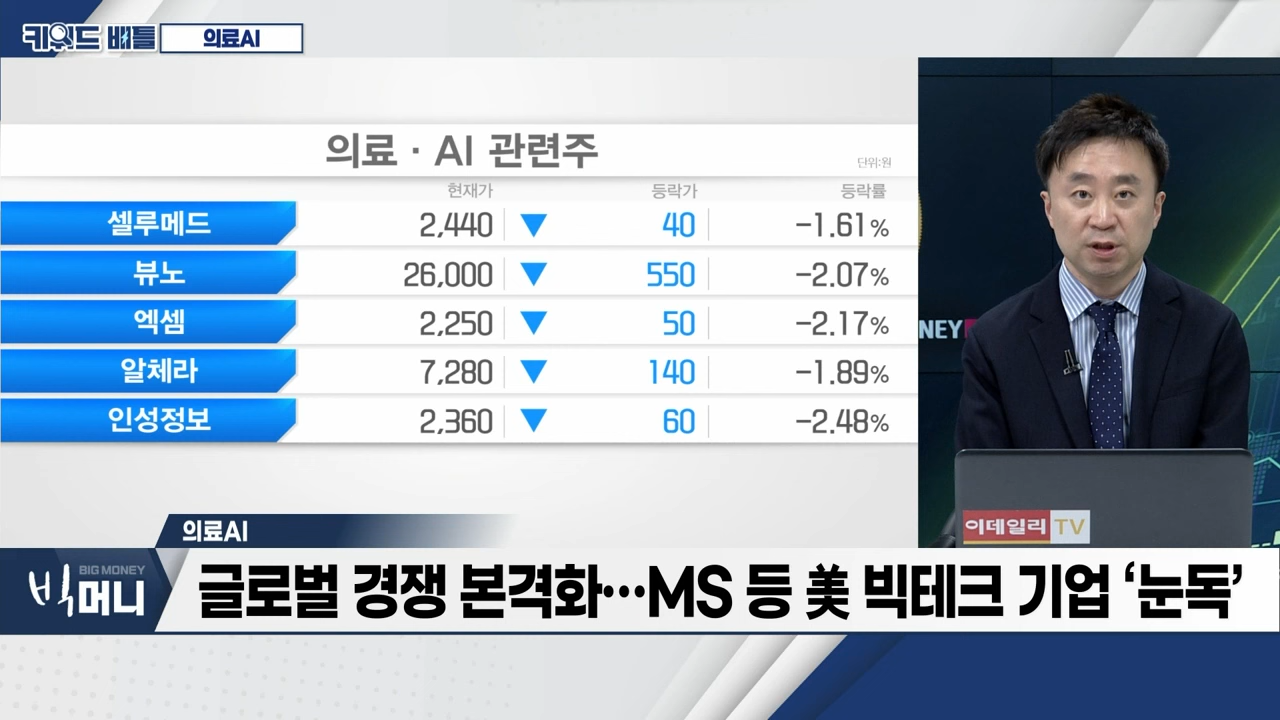 키워드 배틀 의료AI
의료 · AI 관련주
단위:원
현재가 등락가 등락률
셀루메드 2,440 ▼ 40 -1.61%
뷰노 26,000 ▼ 550 -2.07%
엑셈 2,250 ▼ 50 -2.17%
알체라 7,280 ▼ 140 -1.89%
인성정보 2,360 ▼ 60 -2.48%
NEY
이데일리TV
의료AI
BIG MONEY
빅머니
글로벌 경쟁 본격화…MS 등 美 빅테크 기업 ‘눈독’